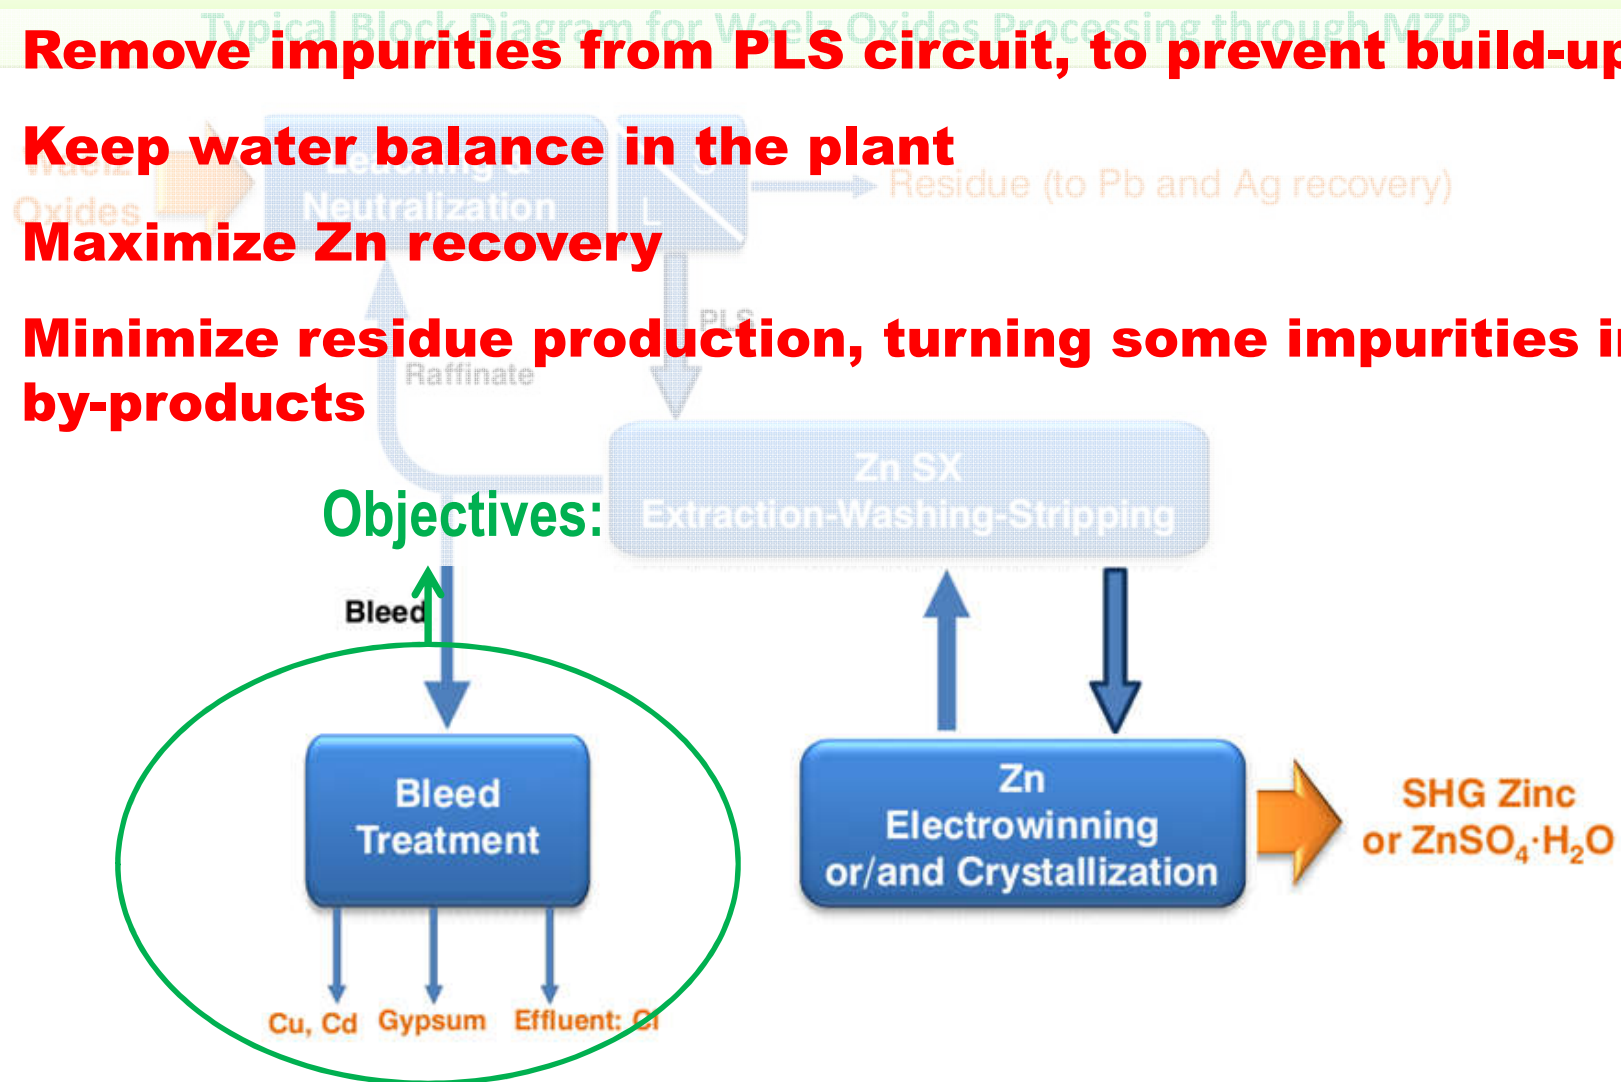 Typical Block Diagram for Waelz Oxides Processing through MZP
Remove impurities from PLS circuit, to prevent build-up
Keep water balance in the plant
Waelz
Oxides
Leaching &
Neutralization
S
L
Residue (to Pb and Ag recovery)
Maximize Zn recovery
PLS
Minimize residue production, turning some impurities
by-products
Raffinate
Zn SX
Extraction-Washing-Stripping
Objectives:
Bleed
Bleed
Treatment
Zn
Electrowinning
or/and Crystallization
SHG Zinc
or ZnSO₄·H₂O
Cu, Cd
Gypsum
Effluent: Cl